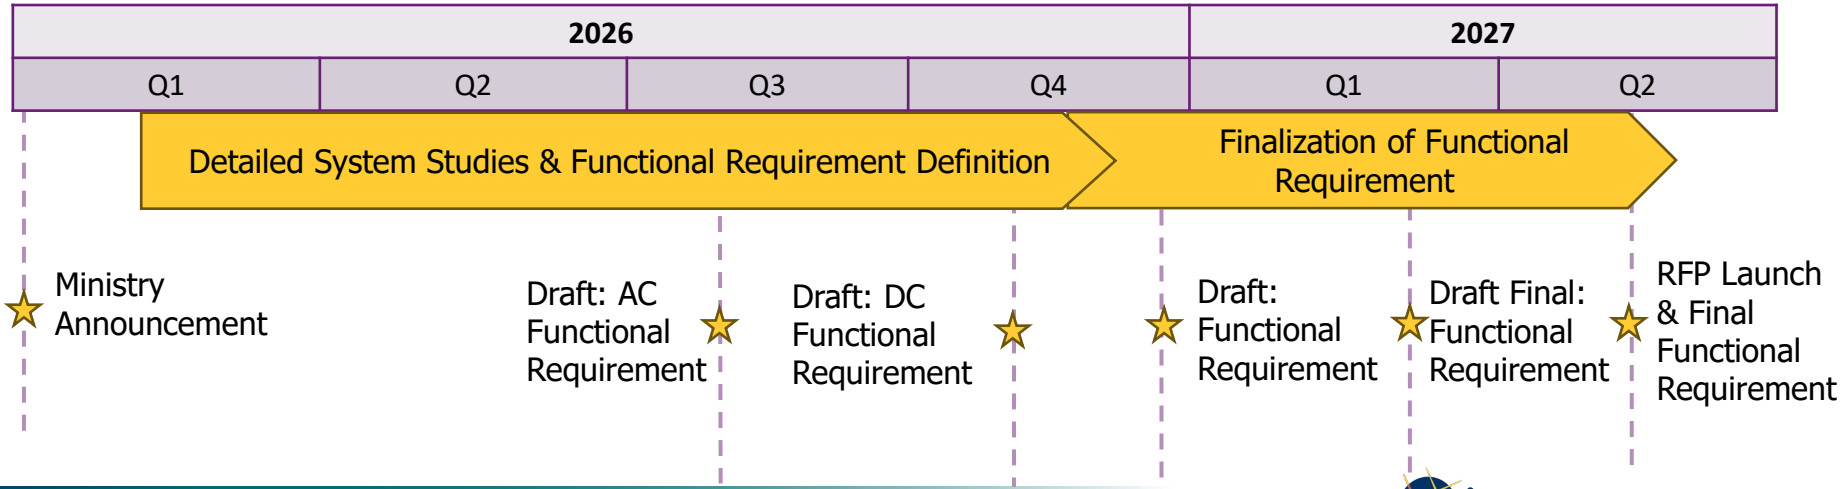 2026
2027
Q1
Q2
Q3
Q4
Q1
Q2
Detailed System Studies & Functional Requirement Definition
Finalization of Functional
Requirement
Ministry
Announcement
Draft: AC
Functional
Requirement
Draft: DC
Functional
Requirement
Draft:
Functional
Requirement
Draft Final:
Functional
Requirement
RFP Launch
& Final
Functional
Requirement